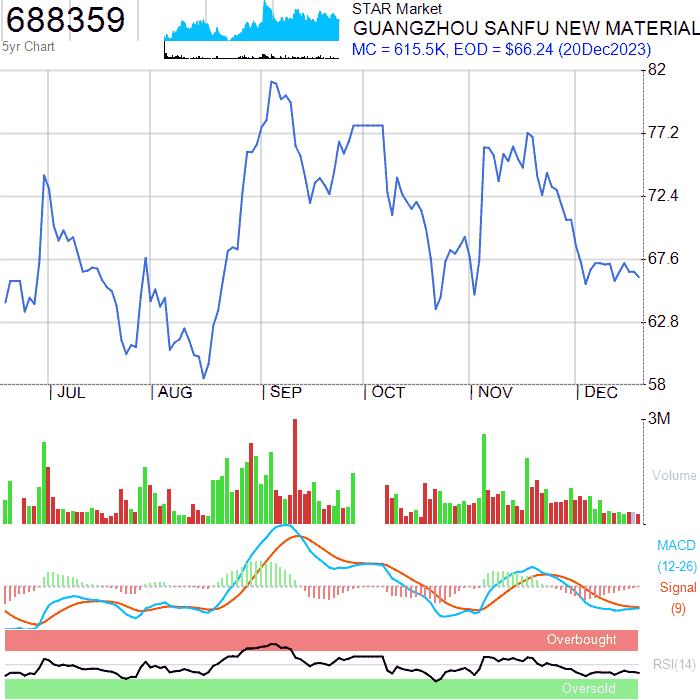 688359
5yr Chart
STAR Market
GUANGZHOU SANFU NEW MATERIAL
MC = 615.5K, EOD = $66.24 (20Dec2023)
82
77.2
72.4
67.6
62.8
58
JUL AUG SEP OCT NOV DEC
3M
Volume
MACD
(12-26)
Signal
(9)
Overbought
RSI(14)
Oversold